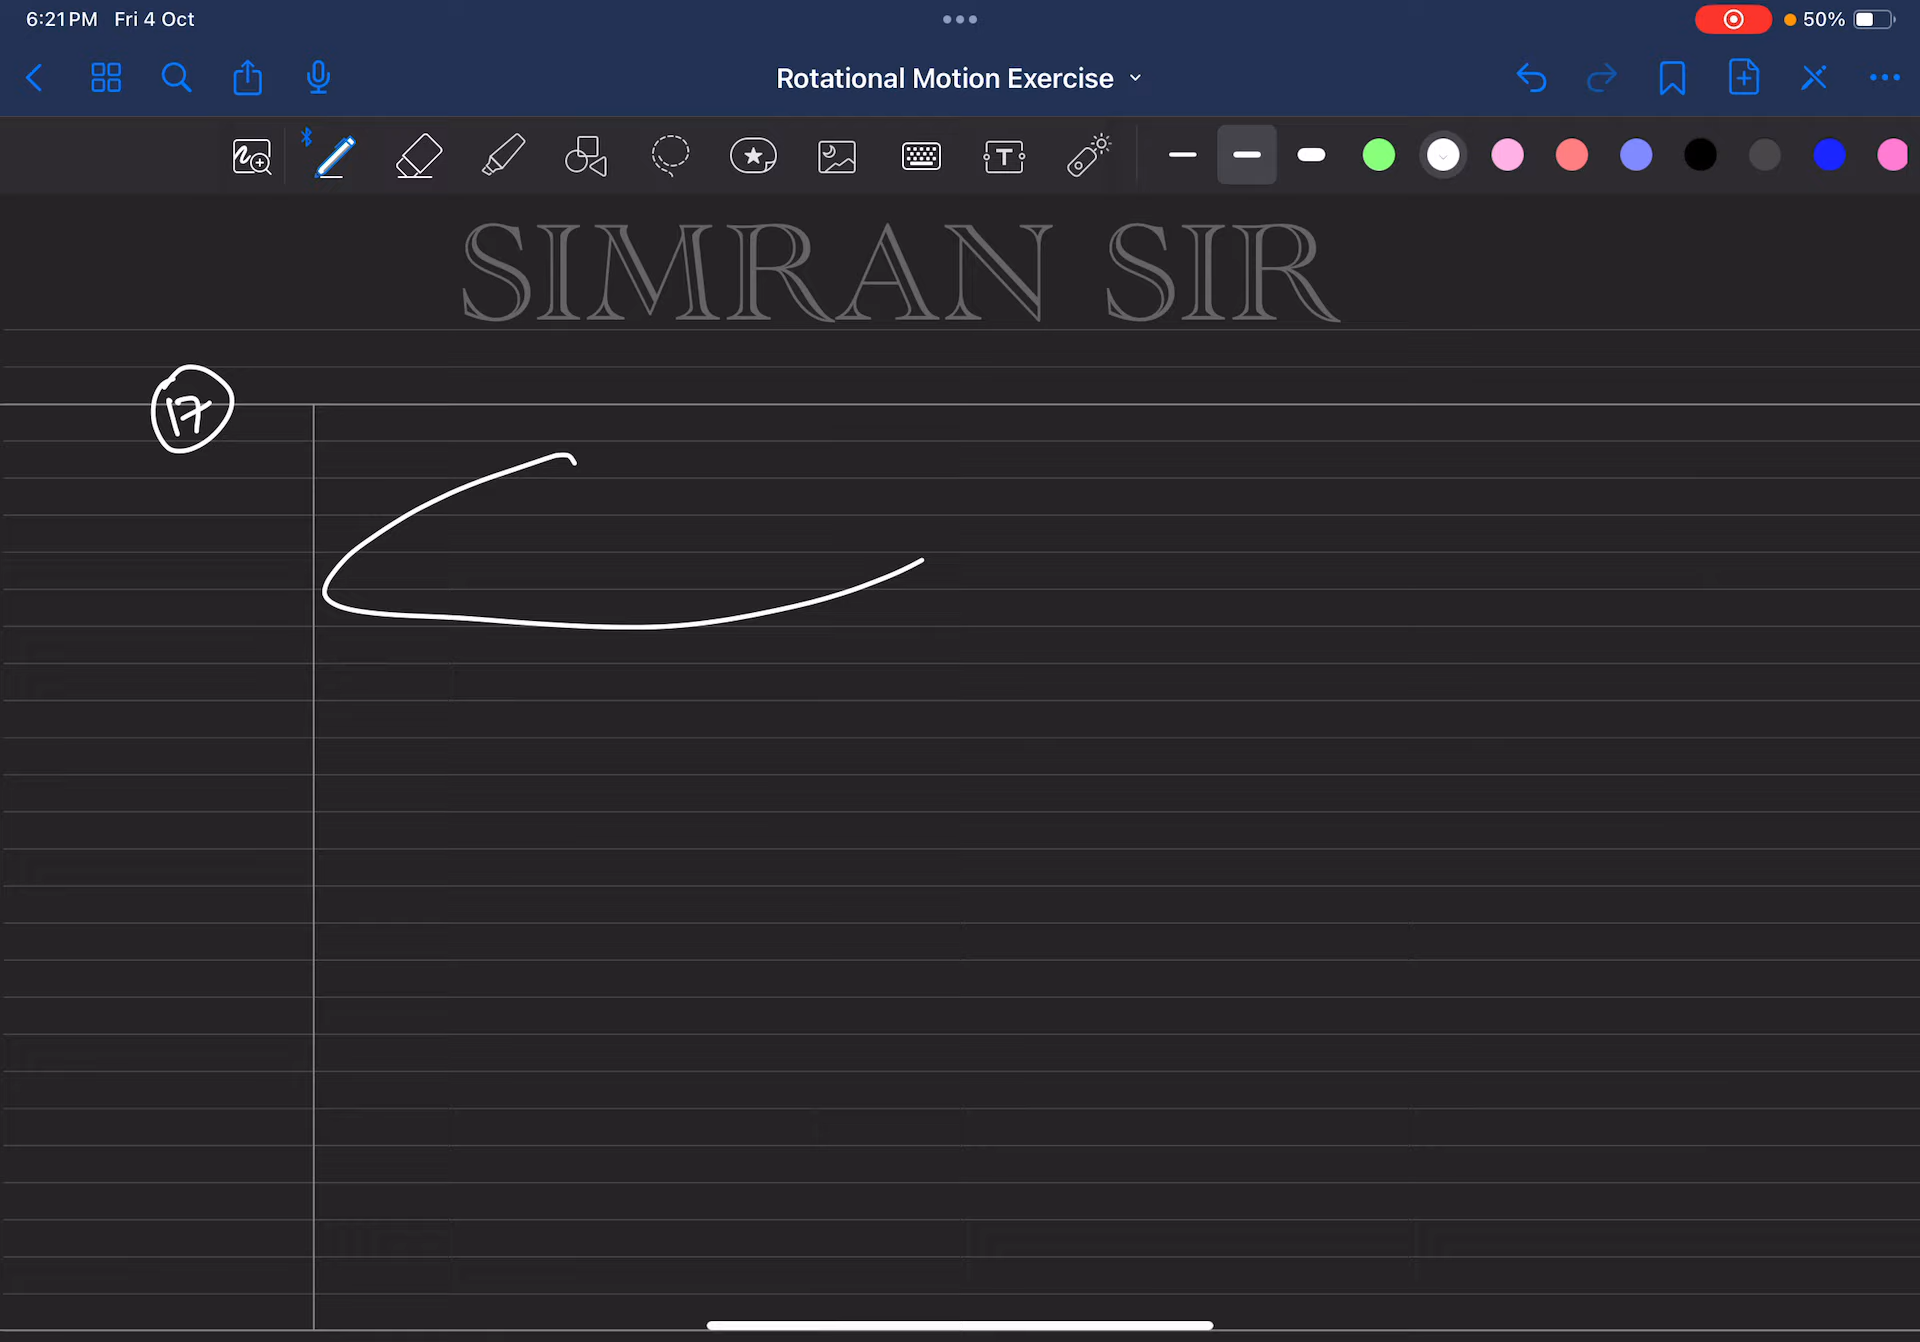 6:21 PM Fri 4 Oct
50%
Rotational Motion Exercise
T
SIMRAN SIR
17